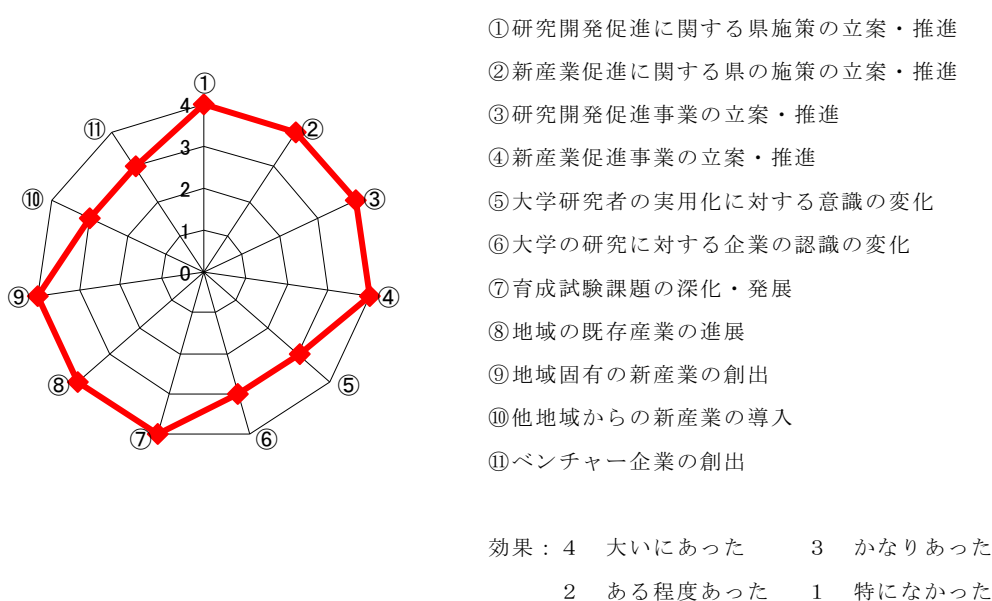 ①
⑪
②
4
3
⑩
③
2
1
0
⑨
④
⑧
⑤
⑦
⑥
①研究開発促進に関する県施策の立案・推進
②新産業促進に関する県の施策の立案・推進
③研究開発促進事業の立案・推進
④新産業促進事業の立案・推進
⑤大学研究者の実用化に対する意識の変化
⑥大学の研究に対する企業の認識の変化
⑦育成試験課題の深化・発展
⑧地域の既存産業の進展
⑨地域固有の新産業の創出
⑩他地域からの新産業の導入
⑪ベンチャー企業の創出
効果：４　大いにあった　　３　かなりあった
２　ある程度あった　１　特になかった